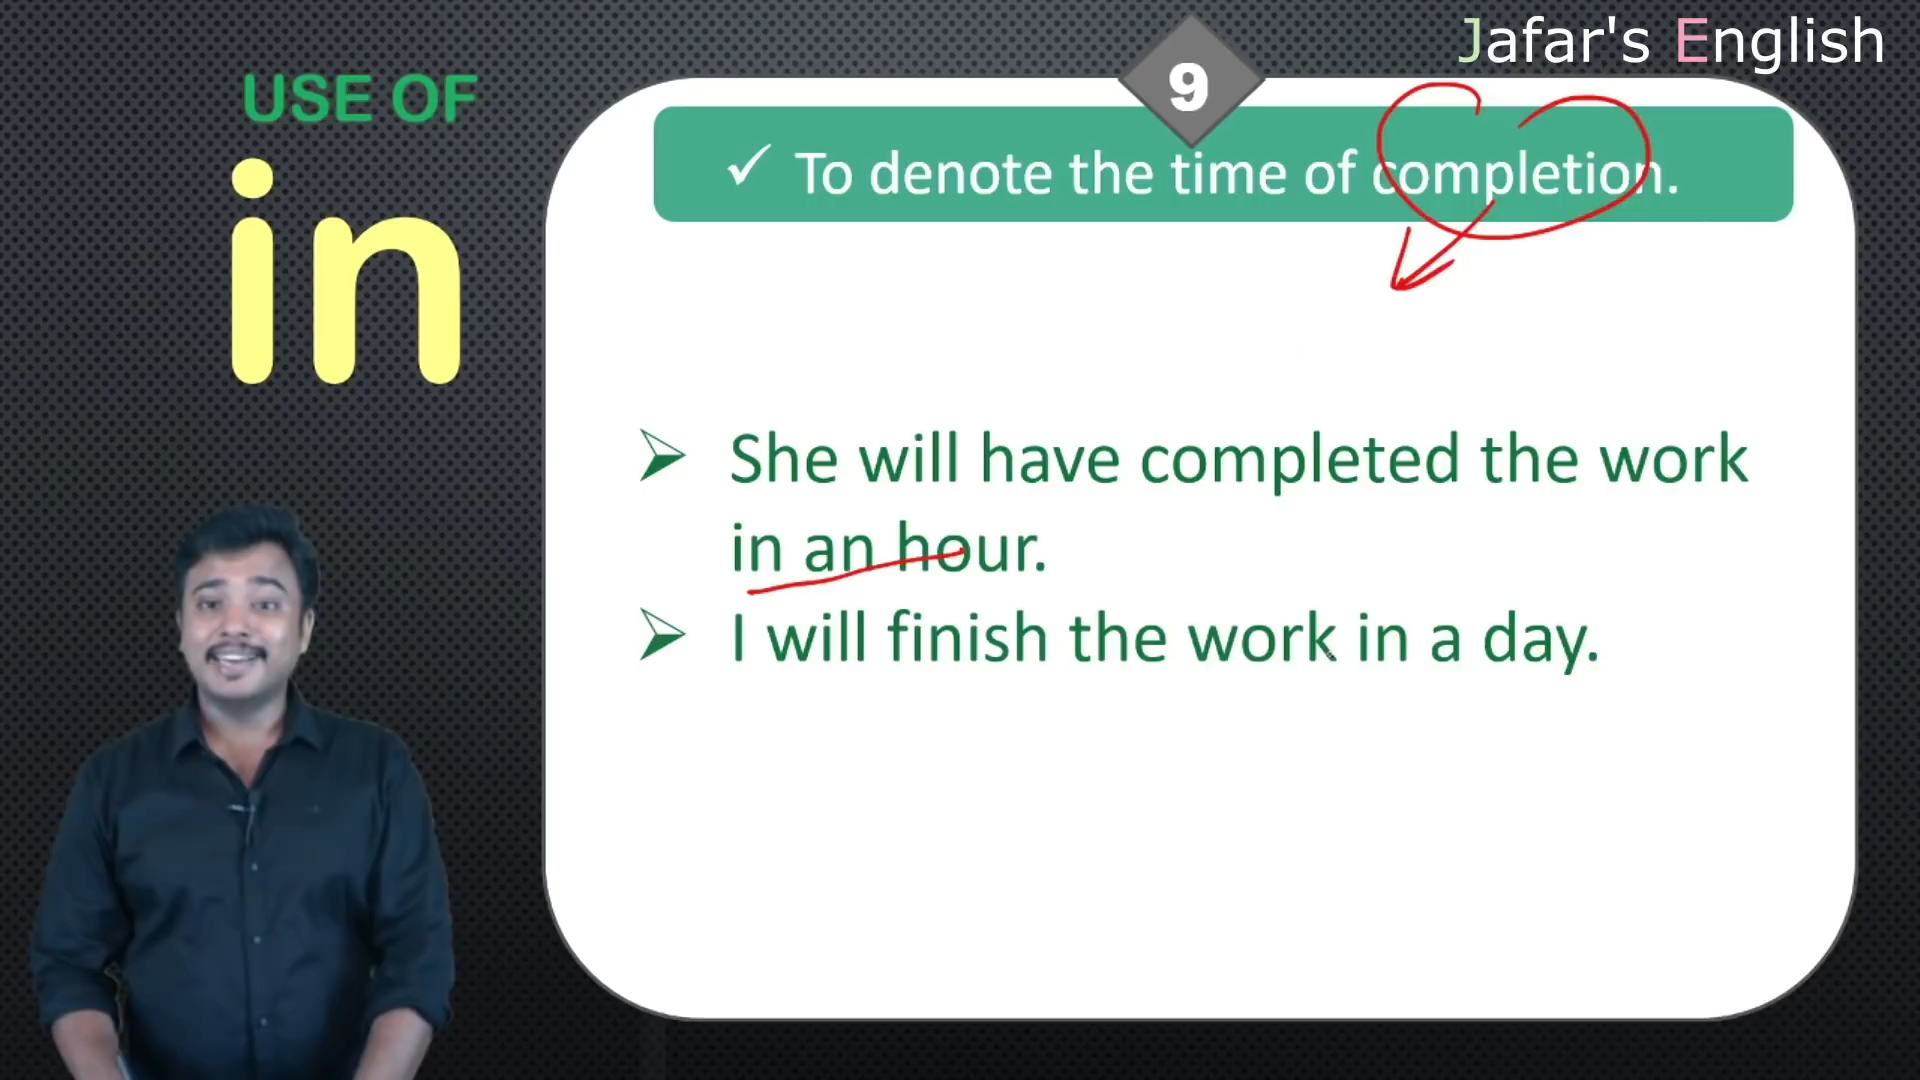 Jafar's English
USE OF
in
9
✓ To denote the time of completion.
➢ She will have completed the work
in an hour.
➢ I will finish the work in a day.